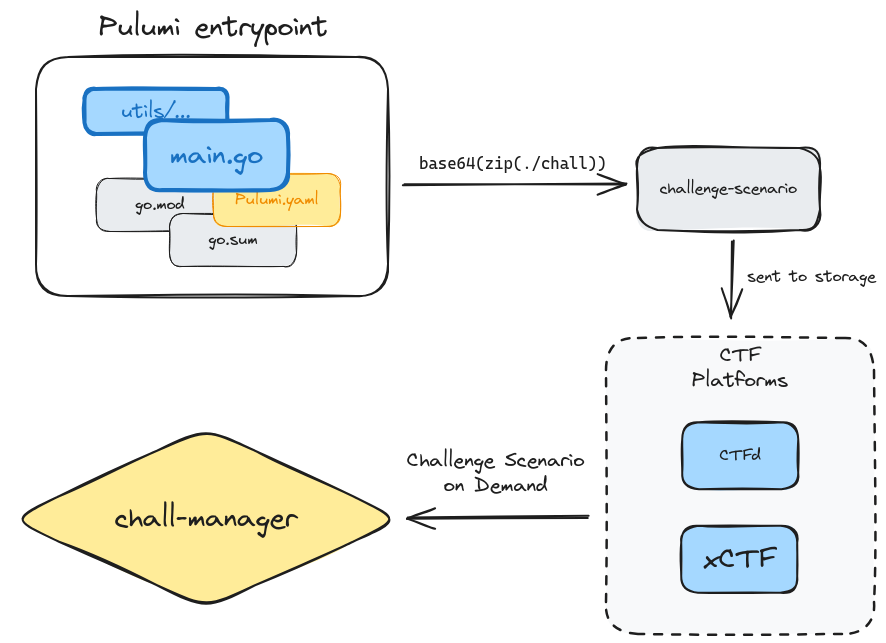 Pulumi entrypoint
utils/...
main.go
go.mod
Pulumi.yaml
go.sum
base64(zip(./chall))
challenge-scenario
sent to storage
CTF
Platforms
CTFd
xCTF
Challenge Scenario
on Demand
chall-manager